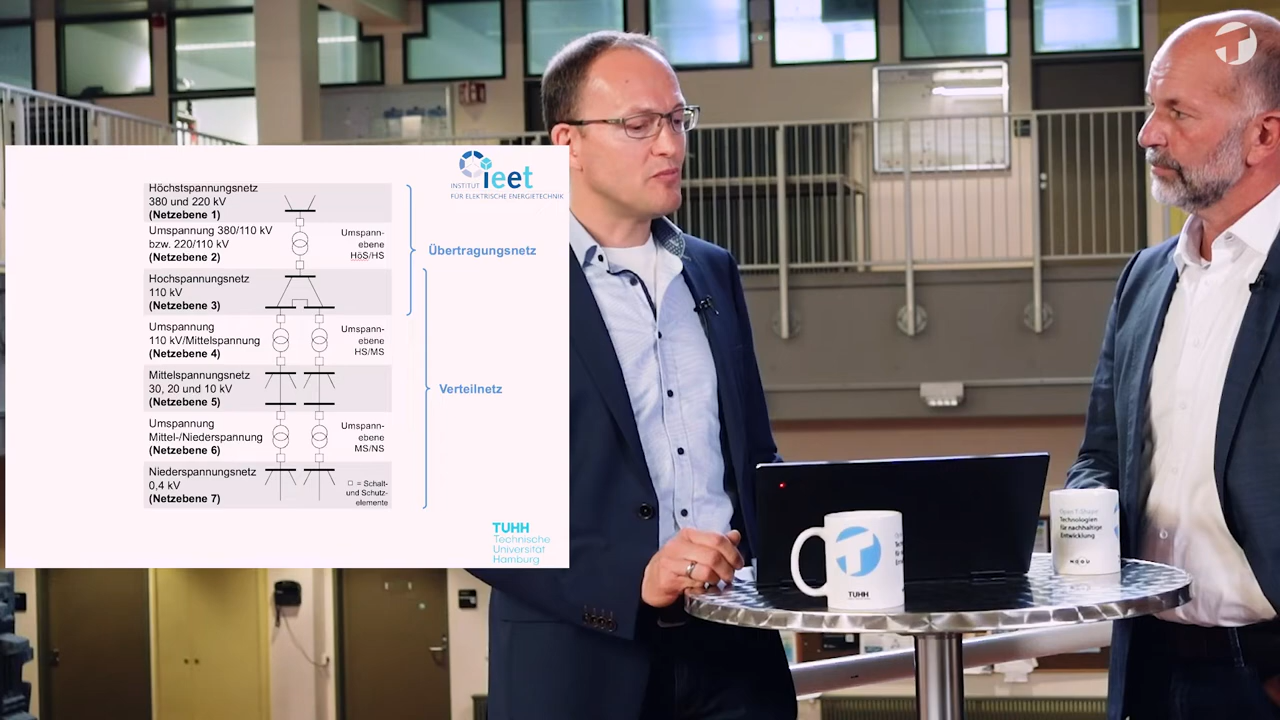 ieet
INSTITUT
FÜR ELEKTRISCHE ENERGIETECHNIK
Höchstspannungsnetz
380 und 220 kV
(Netzebene 1)
Umspannung 380/110 kV
bzw. 220/110 kV
(Netzebene 2)
Umspann-
ebene
HöS/HS
Übertragungsnetz
Hochspannungsnetz
110 kV
(Netzebene 3)
Umspannung
110 kV/Mittelspannung
(Netzebene 4)
Umspann-
ebene
HS/MS
Mittelspannungsnetz
30, 20 und 10 kV
(Netzebene 5)
Verteilnetz
Umspannung
Mittel-/Niederspannung
(Netzebene 6)
Umspann-
ebene
MS/NS
Niederspannungsnetz
0,4 kV
(Netzebene 7)
= Schalt-
und Schutz-
elemente
TUHH
Technische
Universität
Hamburg
T
TUHH
Open T-Shape
Technologien
für nachhaltige
Entwicklung